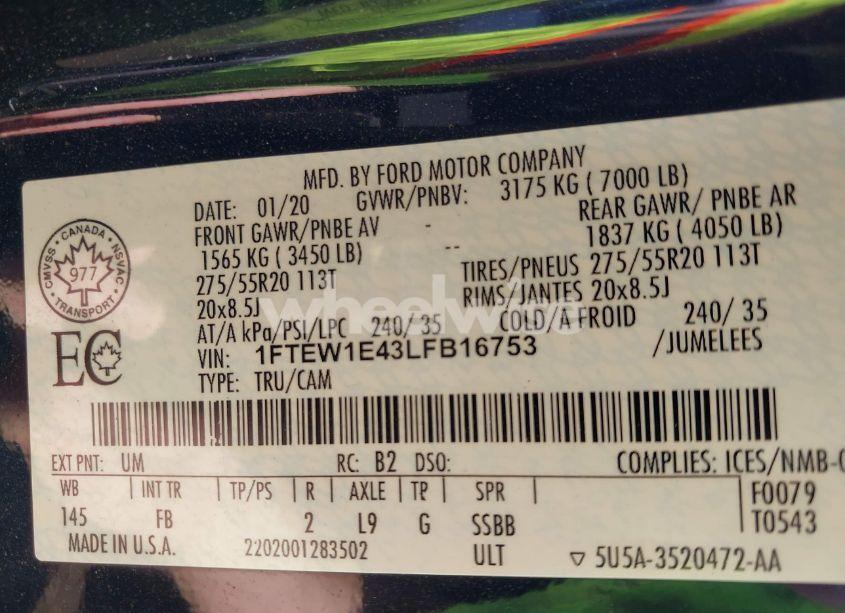 MFD. BY FORD MOTOR COMPANY
DATE: 01/20 GVWR/PNBV: 3175 KG ( 7000 LB)
FRONT GAWR/PNBE AV - REAR GAWR/ PNBE AR
1565 KG ( 3450 LB) -- 1837 KG ( 4050 LB)
275/55R20 113T TIRES/PNEUS 275/55R20 113T
20x8.5J RIMS/JANTES 20x8.5J
AT/A kPa/PSI/LPC 240/ 35 COLD/A FROID 240/ 35
VIN: 1FTEW1E43LFB16753 /JUMELEES
TYPE: TRU/CAM
CMVSS · CANADA · NSVAC
977
TRANSPORT
EC
EXT PNT: UM RC: B2 DSO: COMPLIES: ICES/NMB-
WB INT TR TP/PS R AXLE TP SPR F0079
145 FB 2 L9 G SSBB T0543
MADE IN U.S.A. 2202001283502 ULT ▽ 5U5A-3520472-AA